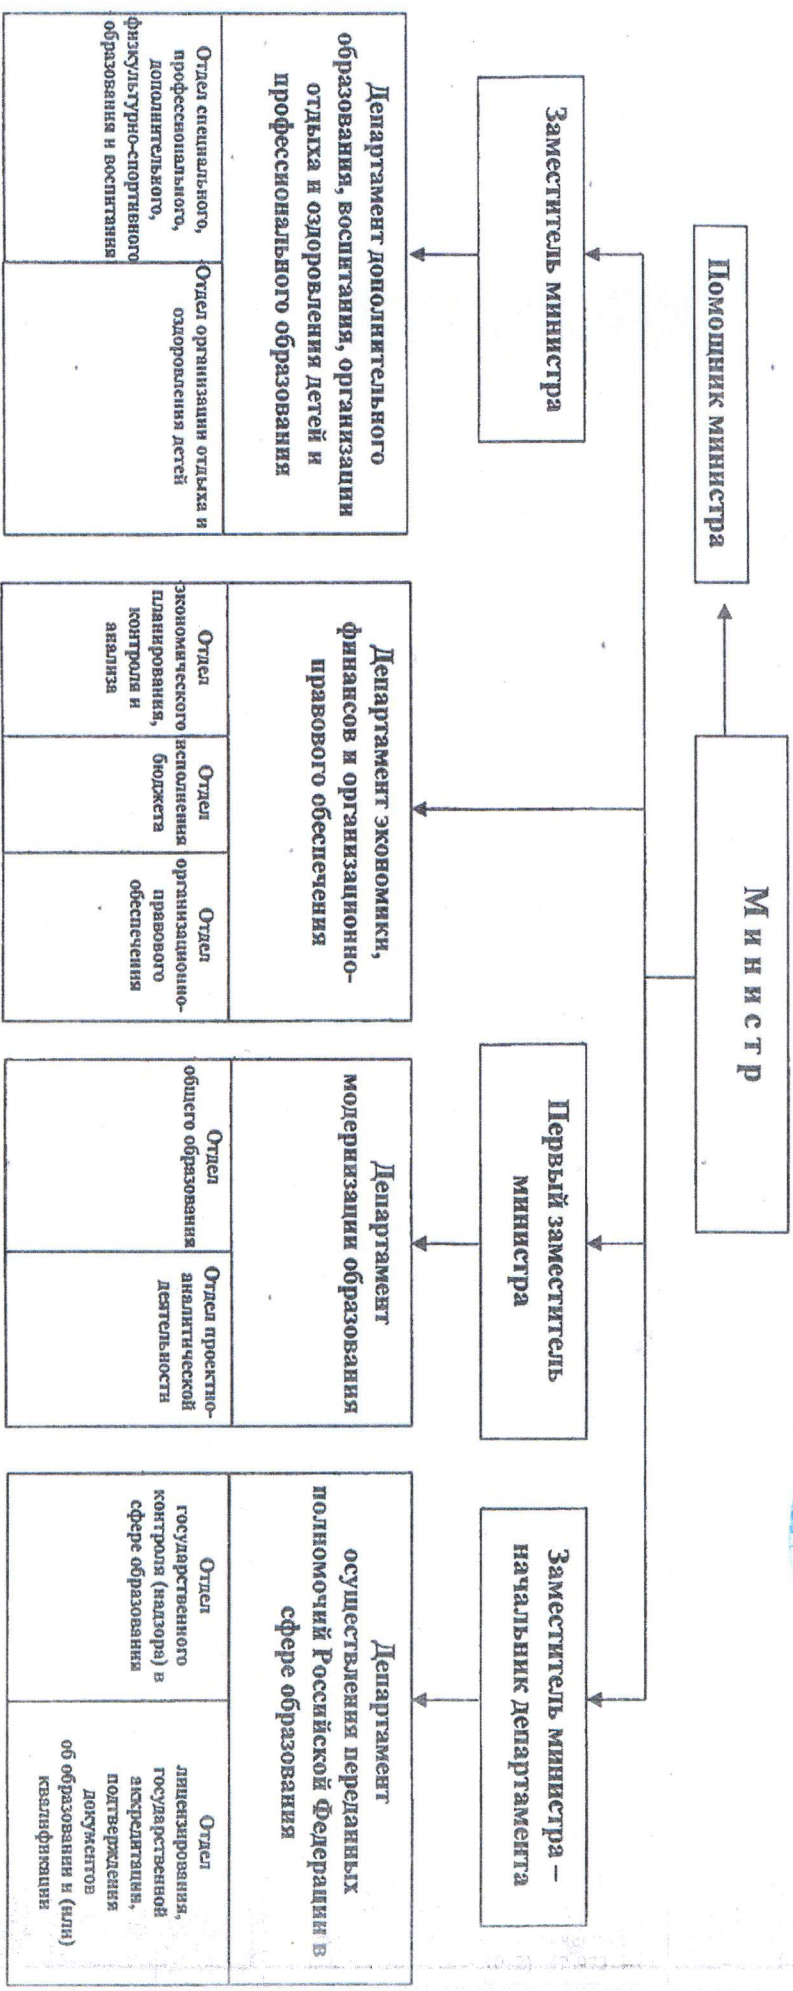 Министр
Помощник министра
Заместитель министра
Первый заместитель
министра
Заместитель министра –
начальник департамента
Департамент дополнительного
образования, воспитания, организации
отдыха и оздоровления детей и
профессионального образования
Отдел специального,
профессионального,
дополнительного,
физкультурно-спортивного
образования и воспитания
Отдел организации отдыха и
оздоровления детей
Департамент экономики,
финансов и организационно-
правового обеспечения
Отдел
экономического
планирования,
контроля и
анализа
Отдел
исполнения
бюджета
Отдел
организационно-
правового
обеспечения
Департамент
модернизации образования
Отдел
общего образования
Отдел проектно-
аналитической
деятельности
Департамент
осуществления переданных
полномочий Российской Федерации в
сфере образования
Отдел
государственного
контроля (надзора) в
сфере образования
Отдел
лицензирования,
государственной
аккредитации,
подтверждения
документов
об образовании и (или)
квалификации